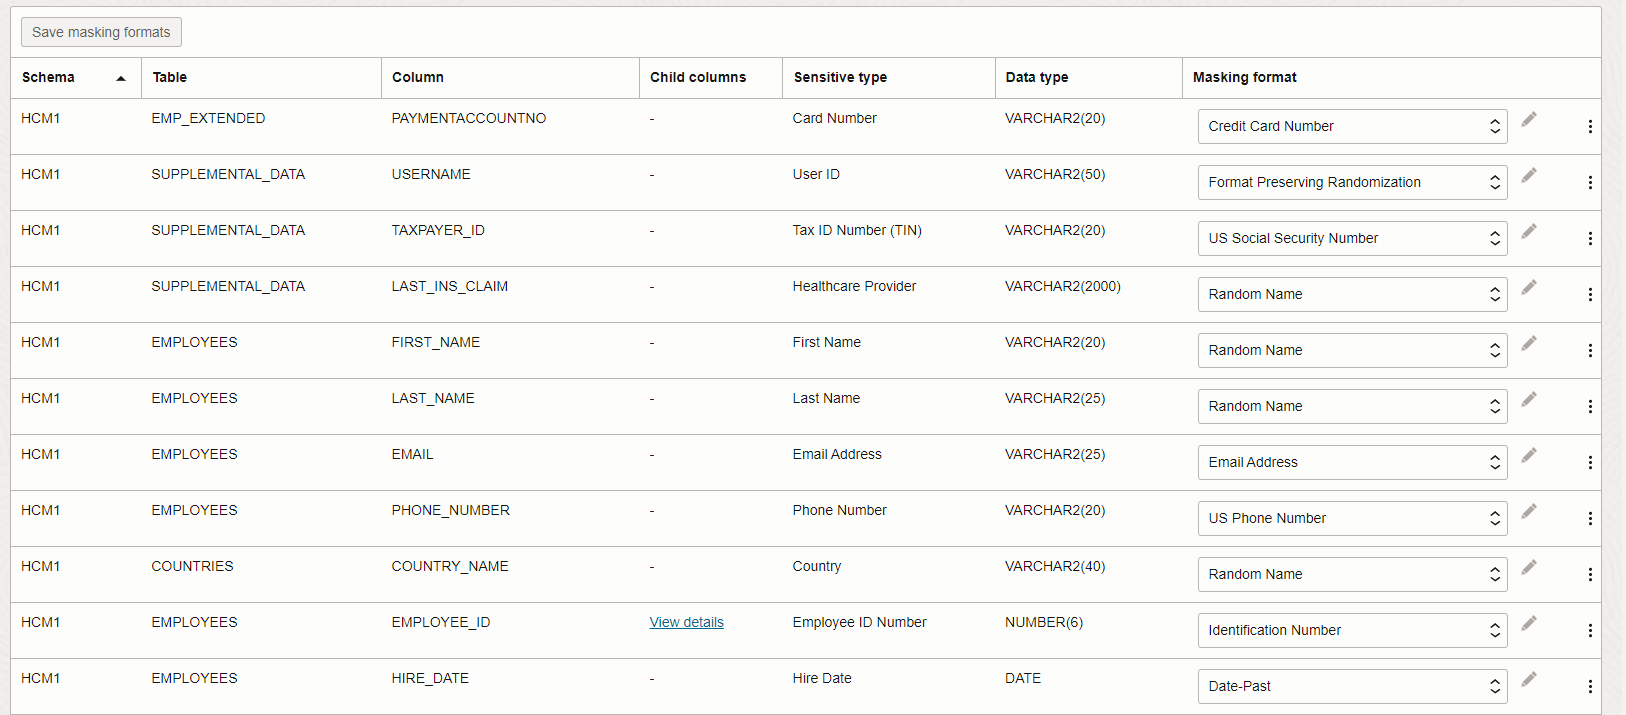 Save masking formats
Schema Table Column Child columns Sensitive type Data type Masking format
HCM1 EMP_EXTENDED PAYMENTACCOUNTNO - Card Number VARCHAR2(20) Credit Card Number
HCM1 SUPPLEMENTAL_DATA USERNAME - User ID VARCHAR2(50) Format Preserving Randomization
HCM1 SUPPLEMENTAL_DATA TAXPAYER_ID - Tax ID Number (TIN) VARCHAR2(20) US Social Security Number
HCM1 SUPPLEMENTAL_DATA LAST_INS_CLAIM - Healthcare Provider VARCHAR2(2000) Random Name
HCM1 EMPLOYEES FIRST_NAME - First Name VARCHAR2(20) Random Name
HCM1 EMPLOYEES LAST_NAME - Last Name VARCHAR2(25) Random Name
HCM1 EMPLOYEES EMAIL - Email Address VARCHAR2(25) Email Address
HCM1 EMPLOYEES PHONE_NUMBER - Phone Number VARCHAR2(20) US Phone Number
HCM1 COUNTRIES COUNTRY_NAME - Country VARCHAR2(40) Random Name
HCM1 EMPLOYEES EMPLOYEE_ID View details Employee ID Number NUMBER(6) Identification Number
HCM1 EMPLOYEES HIRE_DATE - Hire Date DATE Date-Past